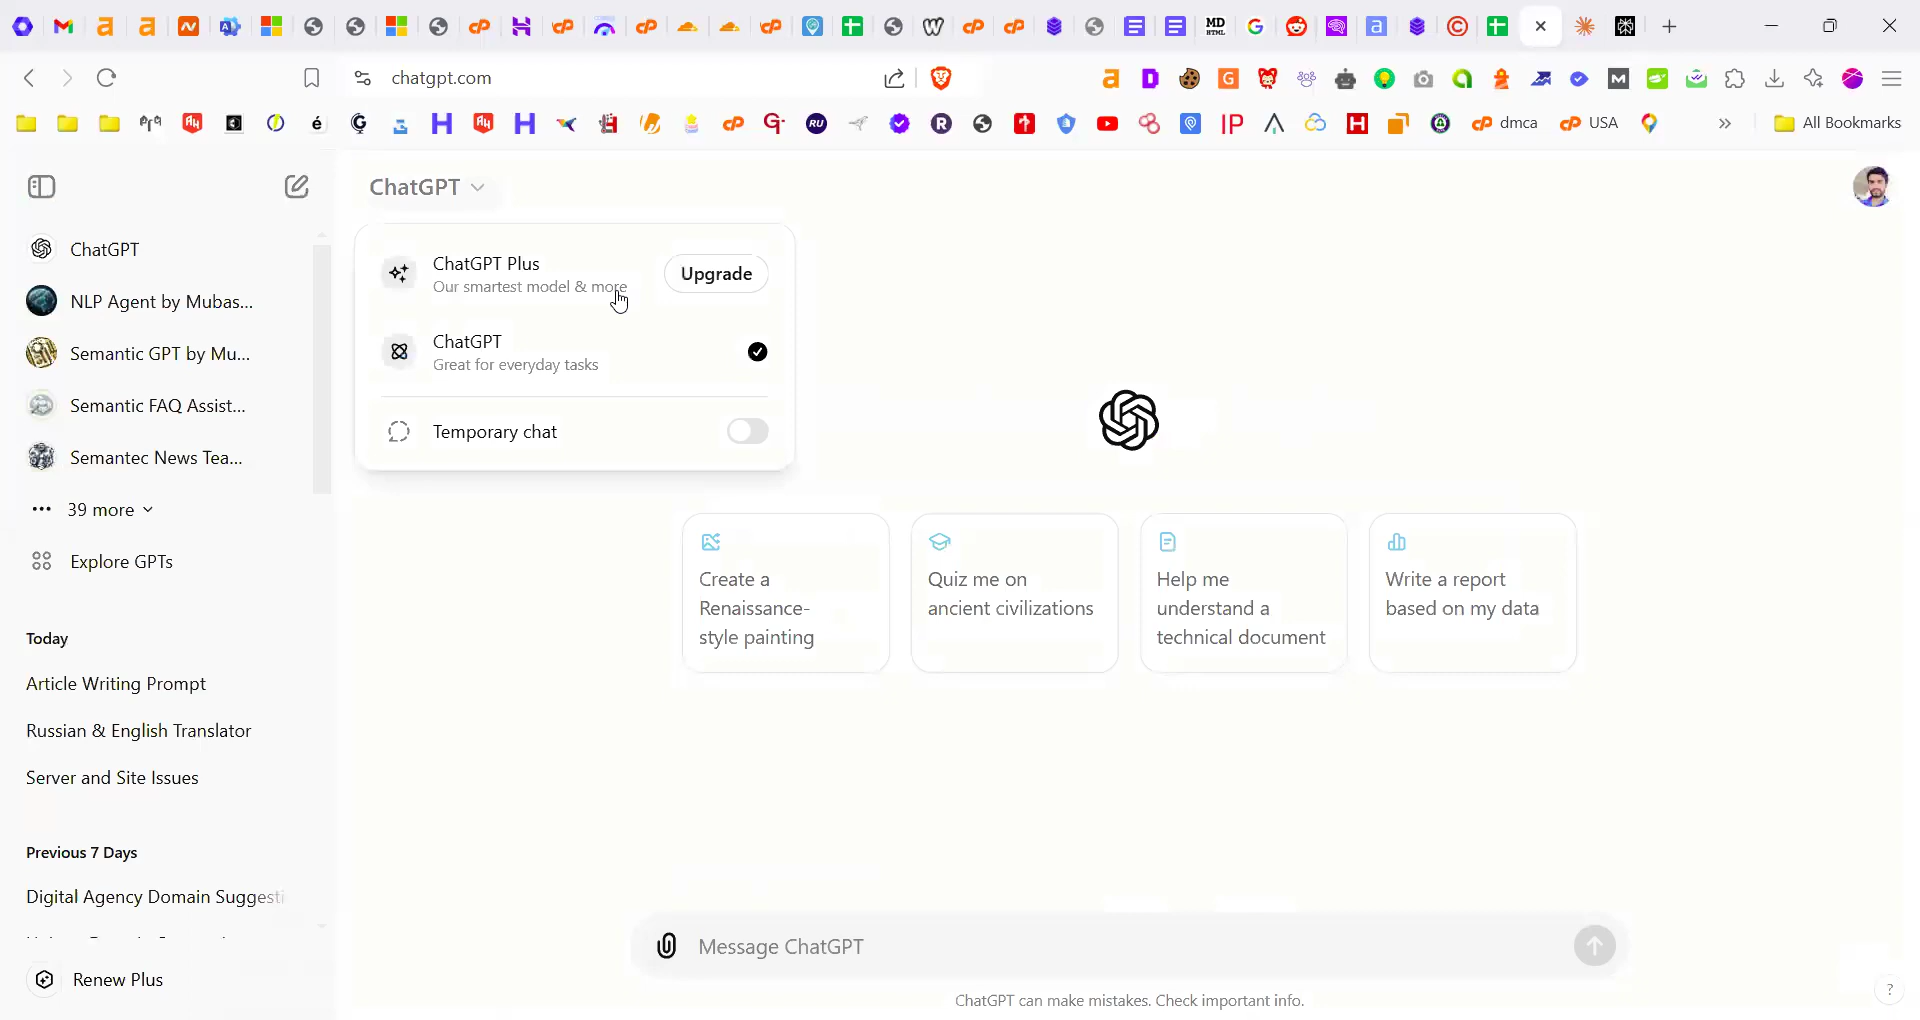 chatgpt.com
dmca
USA
All Bookmarks
ChatGPT
ChatGPT
NLP Agent by Mubas...
Semantic GPT by Mu...
Semantic FAQ Assist...
Semantec News Tea...
39 more
Explore GPTs
Today
Article Writing Prompt
Russian & English Translator
Server and Site Issues
Previous 7 Days
Digital Agency Domain Suggesti
Renew Plus
ChatGPT Plus
Our smartest model & more
Upgrade
ChatGPT
Great for everyday tasks
Temporary chat
Create a
Renaissance-
style painting
Quiz me on
ancient civilizations
Help me
understand a
technical document
Write a report
based on my data
Message ChatGPT
ChatGPT can make mistakes. Check important info.
?